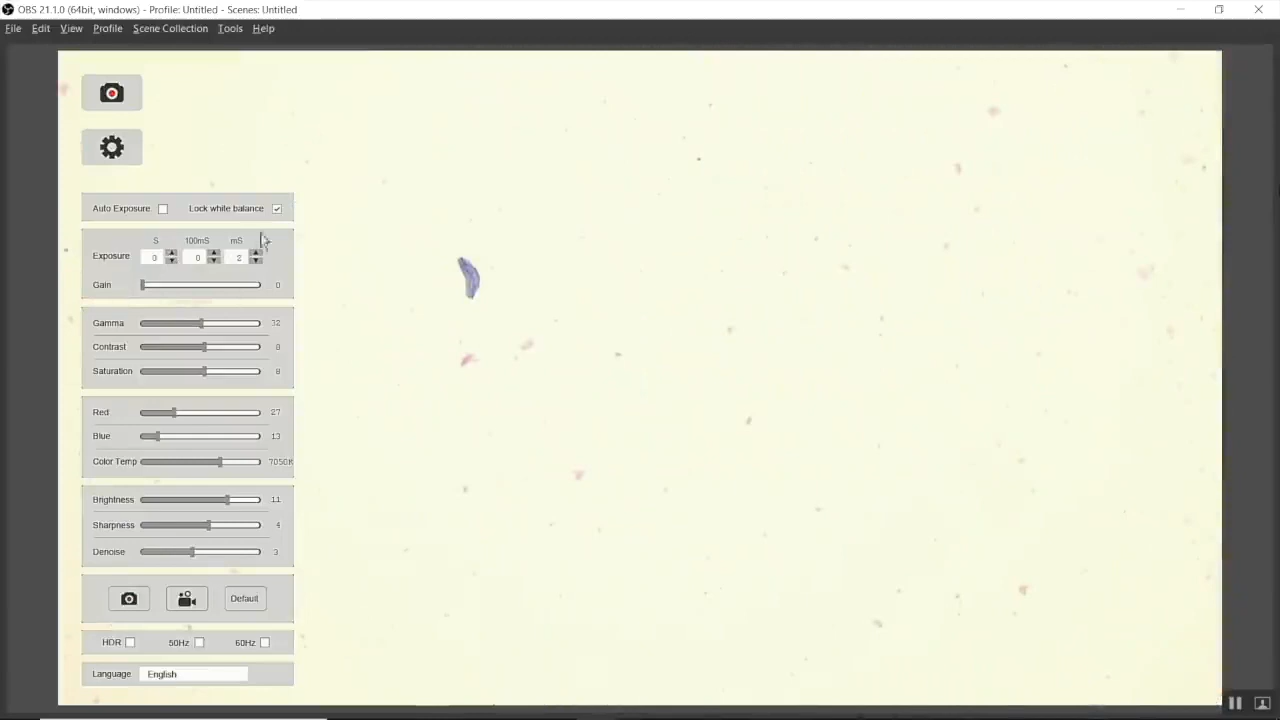 OBS 21.1.0 (64bit, windows) - Profile: Untitled - Scenes: Untitled
File Edit View Profile Scene Collection Tools Help
Auto Exposure Lock white balance
S 100mS mS
Exposure 0 0 2
Gain 0
Gamma 32
Contrast 8
Saturation 8
Red 27
Blue 13
Color Temp 7056K
Brightness 11
Sharpness 4
Denoise 3
Default
HDR 50Hz 60Hz
Language English